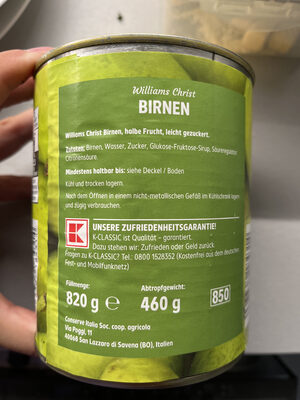 Williams Christ
BIRNEN
Williams Christ Birnen, halbe Frucht, leicht gezuckert.
Zutaten: Birnen, Wasser, Zucker, Glukose-Fruktose-Sirup, Säureregulator:
Citronensäure.
Mindestens haltbar bis: siehe Deckel / Boden
Kühl und trocken lagern.
Nach dem Öffnen in einem nicht-metallischen Gefäß im Kühlschrank lagern
und zügig verbrauchen.
K
UNSERE ZUFRIEDENHEITSGARANTIE!
K-CLASSIC ist Qualität – garantiert.
Dazu stehen wir: Zufrieden oder Geld zurück
Fragen zu K-CLASSIC? Tel.: 0800 1528352 (Kostenfrei aus dem deutschen
Fest- und Mobilfunknetz)
Füllmenge:
820 g ℮
Abtropfgewicht:
460 g
850
Conserve Italia Soc. coop. agricola
Via Poggi, 11
40068 San Lazzaro di Savena (BO), Italien